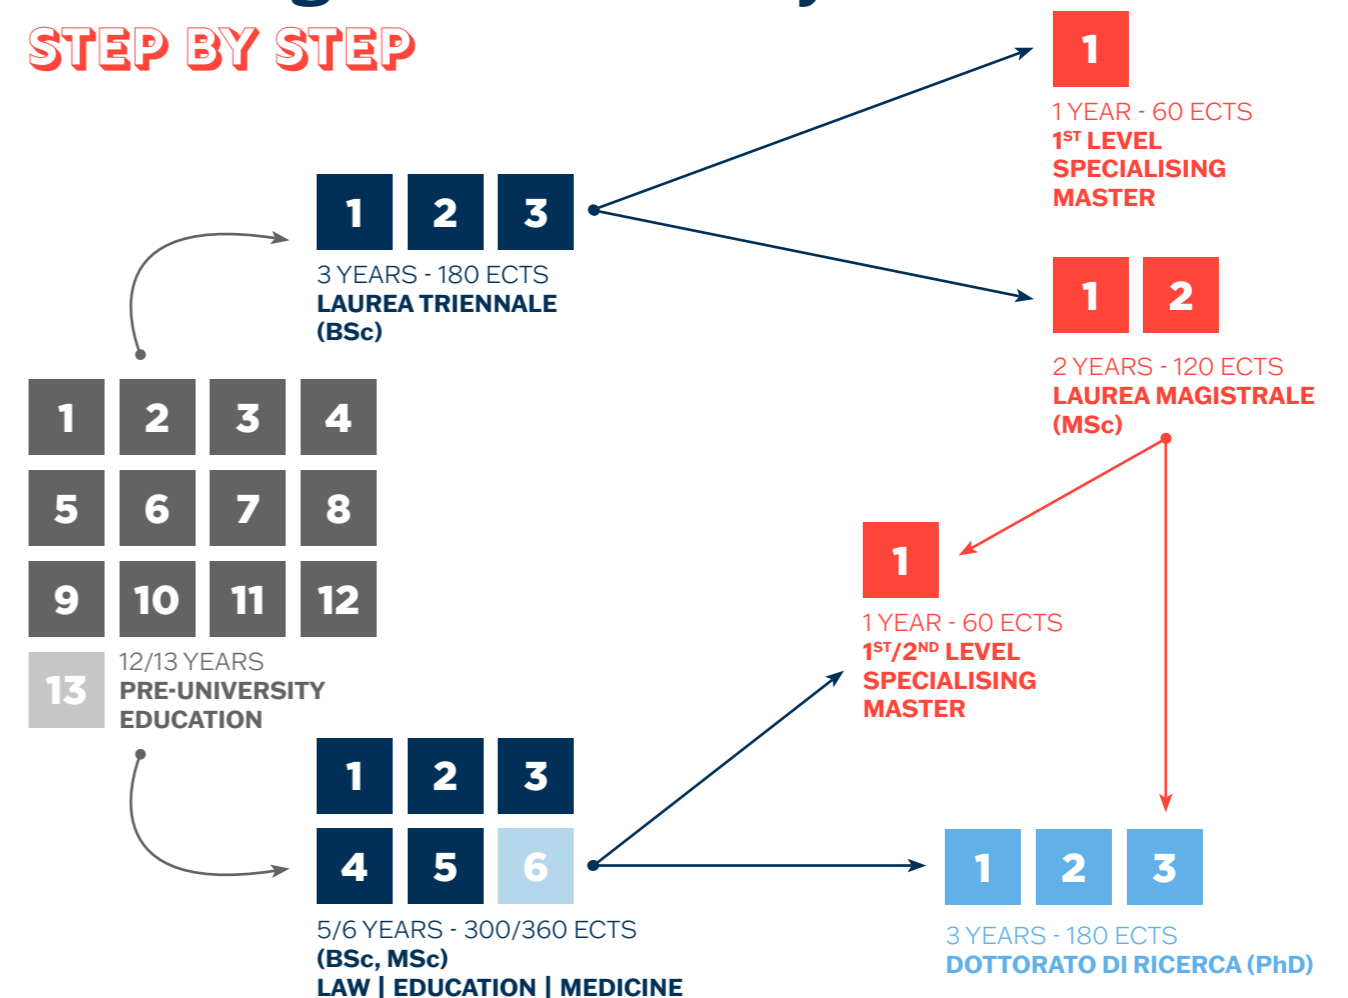 STEP BY STEP
1
1 YEAR - 60 ECTS
1ST LEVEL
SPECIALISING
MASTER
1 2 3
3 YEARS - 180 ECTS
LAUREA TRIENNALE
(BSc)
1 2
2 YEARS - 120 ECTS
LAUREA MAGISTRALE
(MSc)
1 2 3 4
5 6 7 8
9 10 11 12
13
12/13 YEARS
PRE-UNIVERSITY
EDUCATION
1
1 YEAR - 60 ECTS
1ST/2ND LEVEL
SPECIALISING
MASTER
1 2 3
4 5 6
5/6 YEARS - 300/360 ECTS
(BSc, MSc)
LAW | EDUCATION | MEDICINE
1 2 3
3 YEARS - 180 ECTS
DOTTORATO DI RICERCA (PhD)